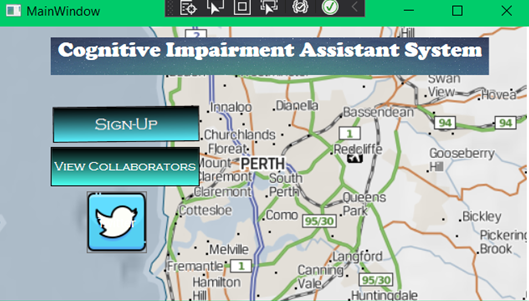 MainWindow
Cognitive Impairment Assistant System
Sign-Up
View Collaborators
2
Hill
Swan
View
Hovea
Innaloo
Dianella
Bassendean
94
94
Churchlands
1
Floreat
Redcliffe
Gooseberry
Hill
Mount
Claremont
PERTH
Claremont
South
Perth
Cottesloe
Como
Queens
Park
95/30
Bickley
Pickering
Brook
Melville
Fremantle
1
Langford
Canning
Vale
95/30
Hamilton
Hill
Huntingdale